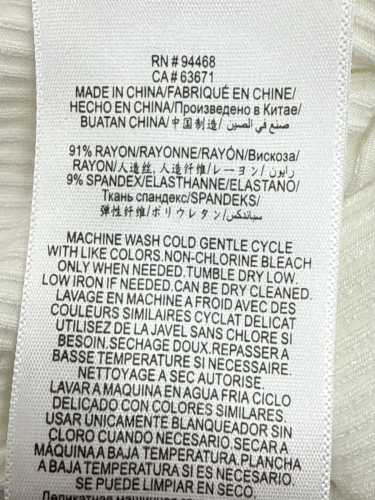 RN # 94468
CA # 63671
MADE IN CHINA/FABRIQUÉ EN CHINE/
HECHO EN CHINA/Произведено в Китае/
BUATAN CHINA/中国制造/ صنع في الصين/
91% RAYON/RAYONNE/RAYÓN/Вискоза/
RAYON/人造丝, 人造纤维/レーヨン/ رايون/
9% SPANDEX/ELASTHANNE/ELASTANO/
Ткань спандекс/SPANDEKS/
弹性纤维/ポリウレタン/ سباندكس/
MACHINE WASH COLD GENTLE CYCLE
WITH LIKE COLORS.NON-CHLORINE BLEACH
ONLY WHEN NEEDED.TUMBLE DRY LOW.
LOW IRON IF NEEDED.CAN BE DRY CLEANED.
LAVAGE EN MACHINE A FROID AVEC DES
COULEURS SIMILAIRES CYCLAT DELICAT
UTILISEZ DE LA JAVEL SANS CHLORE SI
BESOIN.SECHAGE DOUX.REPASSER A
BASSE TEMPERATURE SI NECESSAIRE.
NETTOYAGE A SEC AUTORISE.
LAVAR A MAQUINA EN AGUA FRIA CICLO
DELICADO CON COLORES SIMILARES.
USAR ÚNICAMENTE BLANQUEADOR SIN
CLORO CUANDO NECESARIO.SECAR A
MÁQUINA A BAJA TEMPERATURA.PLANCHA
A BAJA TEMPERATURA SI ES NECESARIO.
SE PUEDE LIMPIAR EN SECO.